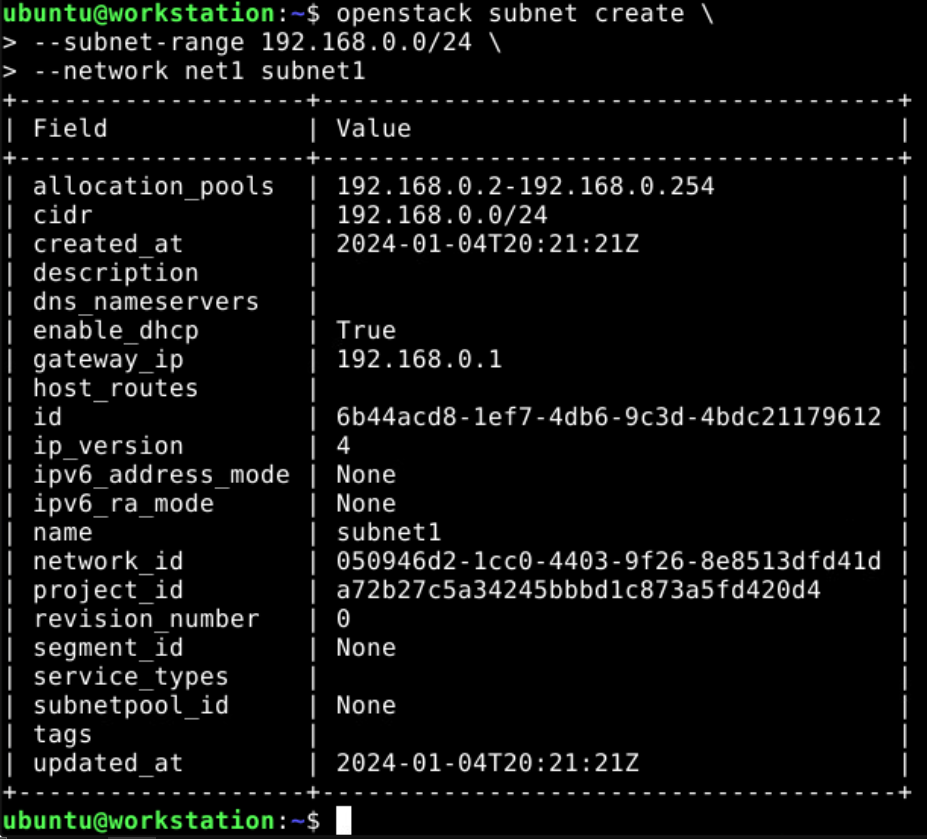 ubuntu@workstation:~$ openstack subnet create \
> --subnet-range 192.168.0.0/24 \
> --network net1 subnet1
+-------------------+--------------------------------------+
| Field             | Value                                |
+-------------------+--------------------------------------+
| allocation_pools  | 192.168.0.2-192.168.0.254            |
| cidr              | 192.168.0.0/24                       |
| created_at        | 2024-01-04T20:21:21Z                 |
| description       |                                      |
| dns_nameservers   |                                      |
| enable_dhcp       | True                                 |
| gateway_ip        | 192.168.0.1                          |
| host_routes       |                                      |
| id                | 6b44acd8-1ef7-4db6-9c3d-4bdc21179612 |
| ip_version        | 4                                    |
| ipv6_address_mode | None                                 |
| ipv6_ra_mode      | None                                 |
| name              | subnet1                              |
| network_id        | 050946d2-1cc0-4403-9f26-8e8513dfd41d |
| project_id        | a72b27c5a34245bbbd1c873a5fd420d4     |
| revision_number   | 0                                    |
| segment_id        | None                                 |
| service_types     |                                      |
| subnetpool_id     | None                                 |
| tags              |                                      |
| updated_at        | 2024-01-04T20:21:21Z                 |
+-------------------+--------------------------------------+
ubuntu@workstation:~$